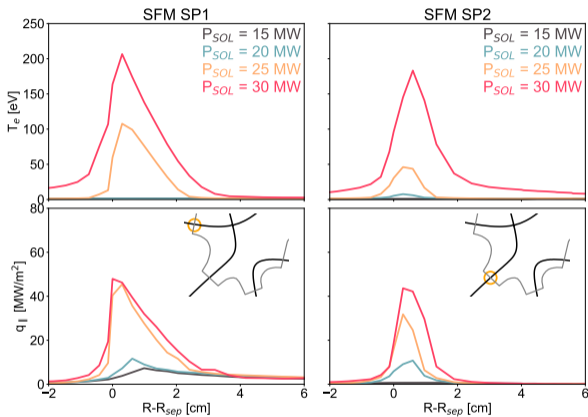 SFM SP1
SFM SP2
250
200
150
100
50
0
T_e [eV]
P_SOL = 15 MW
P_SOL = 20 MW
P_SOL = 25 MW
P_SOL = 30 MW
P_SOL = 15 MW
P_SOL = 20 MW
P_SOL = 25 MW
P_SOL = 30 MW
80
60
40
20
0
q_∥ [MW/m²]
−2 0 2 4 6
−2 0 2 4 6
R-R_sep [cm]
R-R_sep [cm]